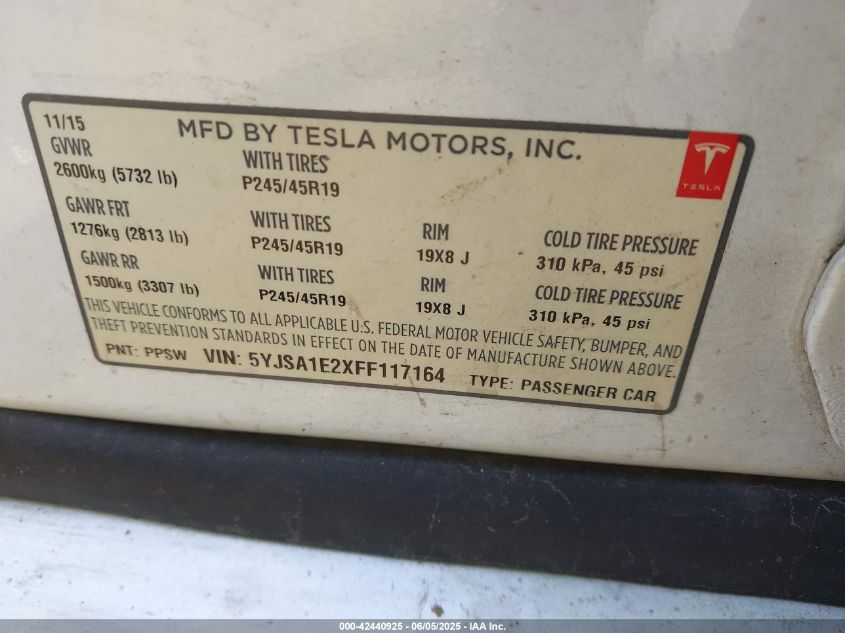 11/15
MFD BY TESLA MOTORS, INC.
TESLA
GVWR
2600kg (5732 lb)
WITH TIRES
P245/45R19
GAWR FRT
1276kg (2813 lb)
WITH TIRES
P245/45R19
RIM
19X8 J
COLD TIRE PRESSURE
310 kPa, 45 psi
GAWR RR
1500kg (3307 lb)
WITH TIRES
P245/45R19
RIM
19X8 J
COLD TIRE PRESSURE
310 kPa, 45 psi
THIS VEHICLE CONFORMS TO ALL APPLICABLE U.S. FEDERAL MOTOR VEHICLE SAFETY, BUMPER, AND
THEFT PREVENTION STANDARDS IN EFFECT ON THE DATE OF MANUFACTURE SHOWN ABOVE.
PNT: PPSW VIN: 5YJSA1E2XFF117164 TYPE: PASSENGER CAR
000-42440925 - 06/05/2025 - IAA Inc.